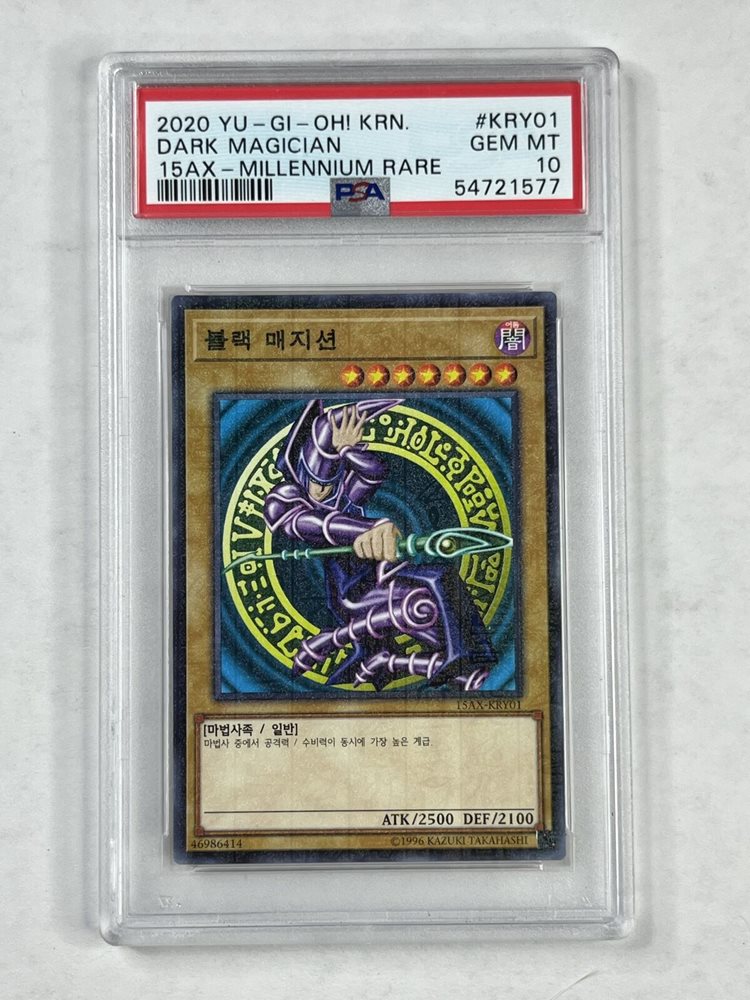 2020 YU-GI-OH! KRN. #KRY01
DARK MAGICIAN GEM MT
15AX-MILLENNIUM RARE 10
PSA 54721577
블랙 매지션
어둠
闇
15AX-KRY01
[마법사족 / 일반]
마법사 중에서 공격력 / 수비력이 동시에 가장 높은 계급.
ATK/2500 DEF/2100
46986414 ©1996 KAZUKI TAKAHASHI